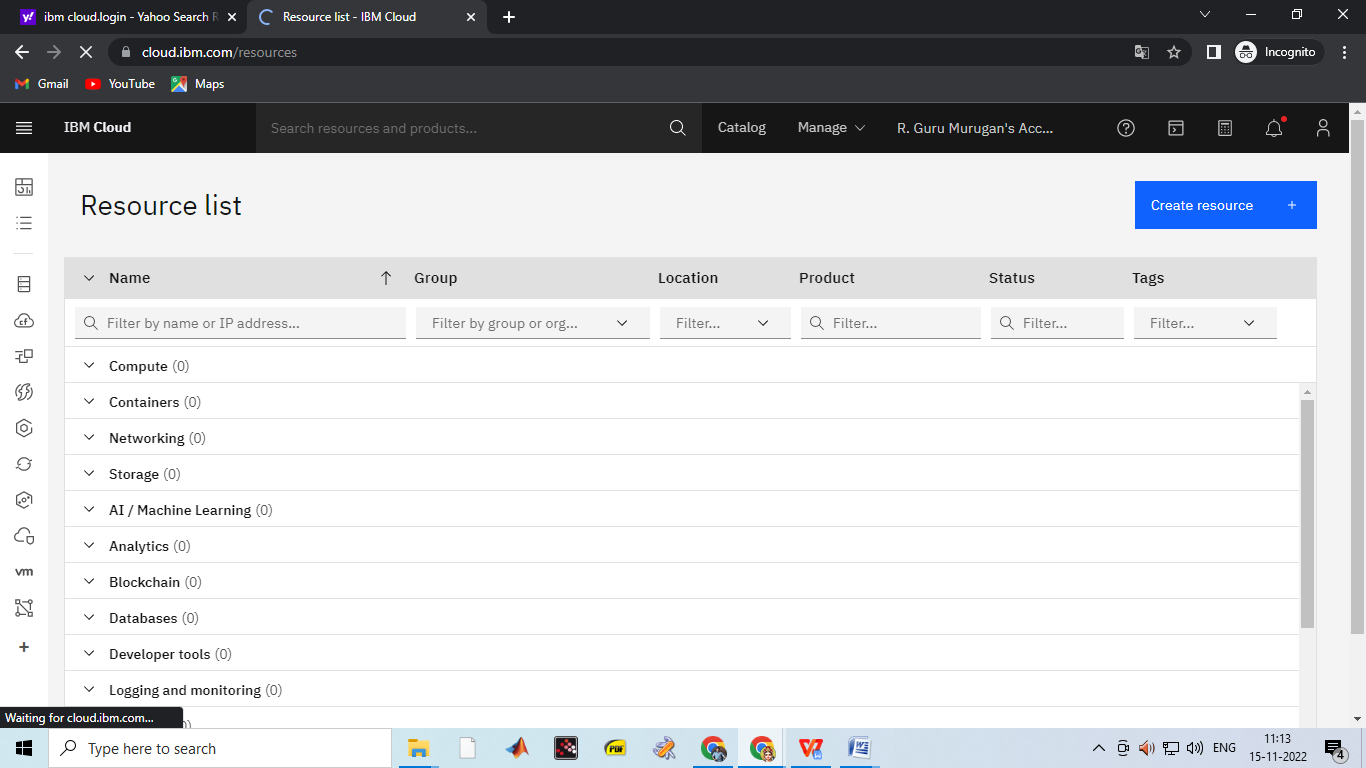 ibm cloud.login - Yahoo Search R
Resource list - IBM Cloud
cloud.ibm.com/resources
Incognito
Gmail
YouTube
Maps
IBM Cloud
Search resources and products...
Catalog
Manage
R. Guru Murugan's Acc...
Resource list
Create resource +
Name
Group
Location
Product
Status
Tags
Filter by name or IP address...
Filter by group or org...
Filter...
Filter...
Filter...
Filter...
Compute (0)
Containers (0)
Networking (0)
Storage (0)
AI / Machine Learning (0)
Analytics (0)
Blockchain (0)
Databases (0)
Developer tools (0)
Logging and monitoring (0)
cf
vm
Waiting for cloud.ibm.com...
Type here to search
PDF
ENG
11:13
15-11-2022
4